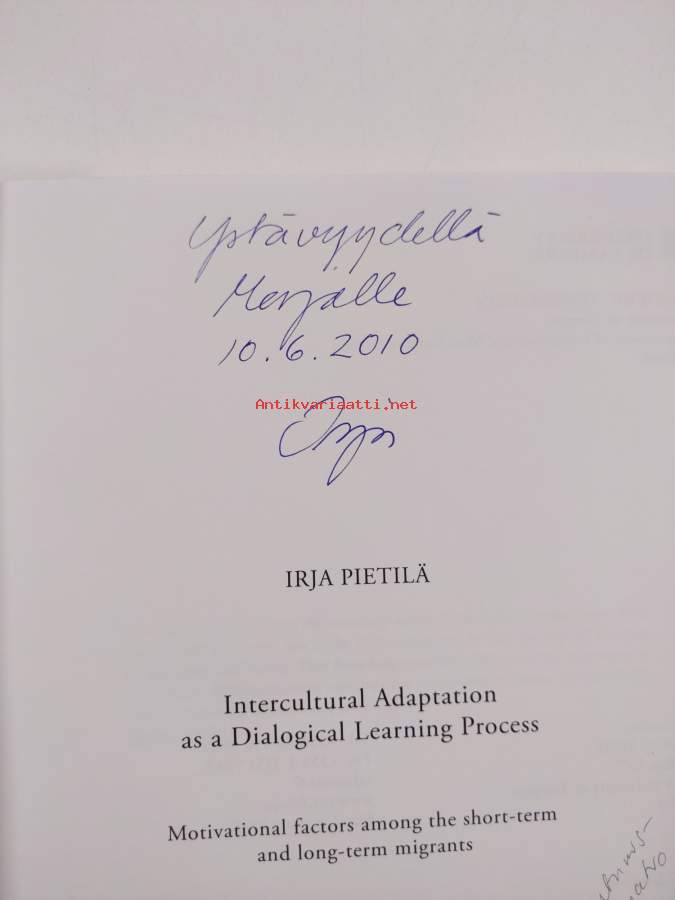 Ystävyydellä
Merjalle
10.6.2010
Antikvariaatti.net
Irja
IRJA PIETILÄ
Intercultural Adaptation
as a Dialogical Learning Process
Motivational factors among the short-term
and long-term migrants